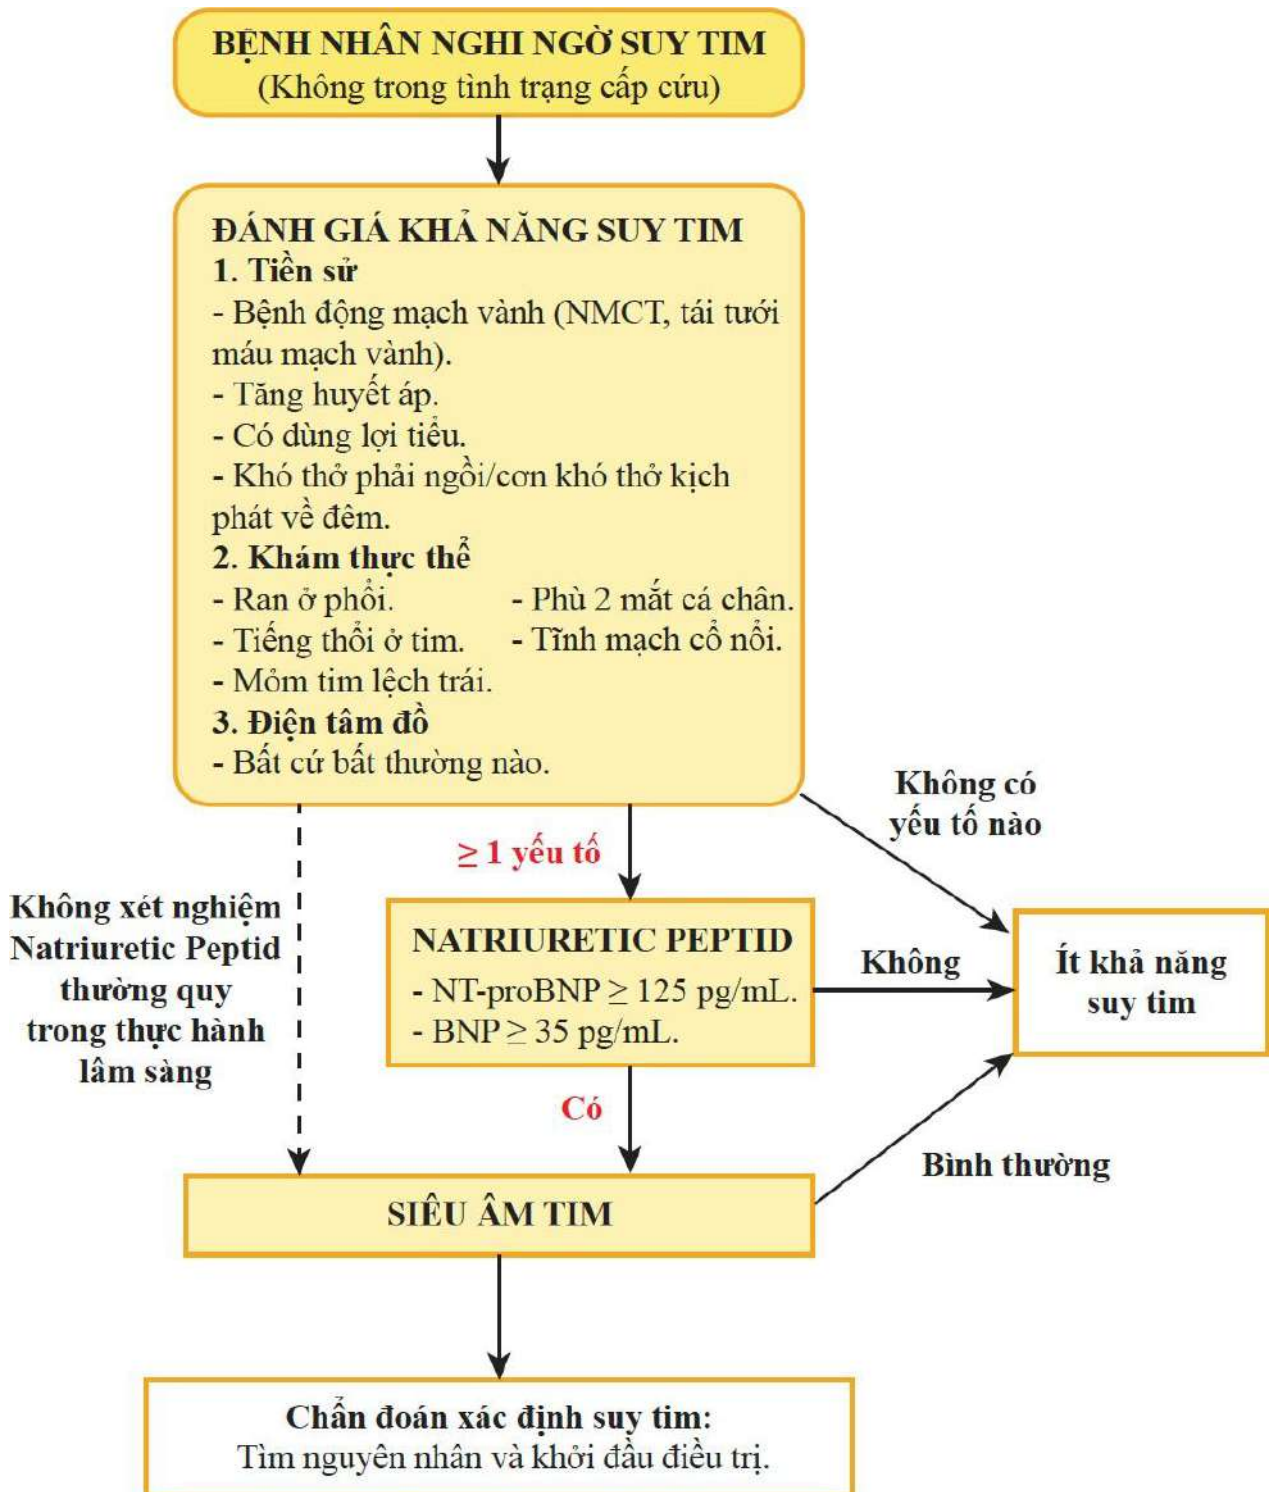 BỆNH NHÂN NGHI NGỜ SUY TIM
(Không trong tình trạng cấp cứu)
ĐÁNH GIÁ KHẢ NĂNG SUY TIM
1. Tiền sử
- Bệnh động mạch vành (NMCT, tái tưới
máu mạch vành).
- Tăng huyết áp.
- Có dùng lợi tiểu.
- Khó thở phải ngồi/cơn khó thở kịch
phát về đêm.
2. Khám thực thể
- Ran ở phổi. - Phù 2 mắt cá chân.
- Tiếng thổi ở tim. - Tĩnh mạch cổ nổi.
- Mỏm tim lệch trái.
3. Điện tâm đồ
- Bất cứ bất thường nào.
Không có
yếu tố nào
≥ 1 yếu tố
Không xét nghiệm
Natriuretic Peptid
thường quy
trong thực hành
lâm sàng
NATRIURETIC PEPTID
- NT-proBNP ≥ 125 pg/mL.
- BNP ≥ 35 pg/mL.
Không
Ít khả năng
suy tim
Có
Bình thường
SIÊU ÂM TIM
Chẩn đoán xác định suy tim:
Tìm nguyên nhân và khởi đầu điều trị.